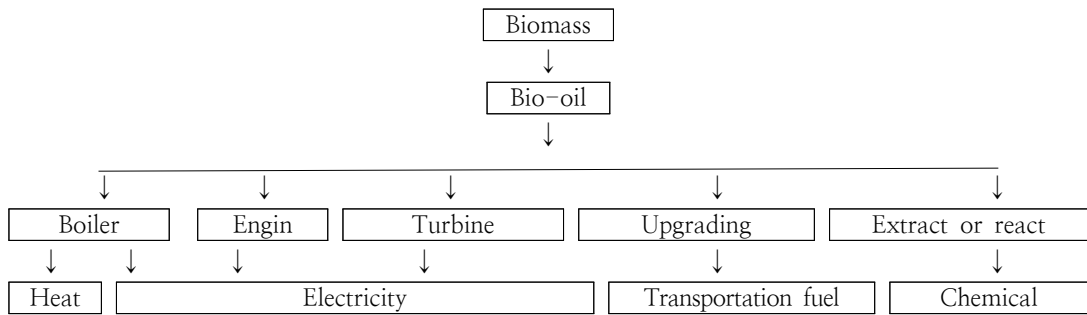 Biomass
Bio-oil
Boiler Engin Turbine Upgrading Extract or react
Heat Electricity Transportation fuel Chemical